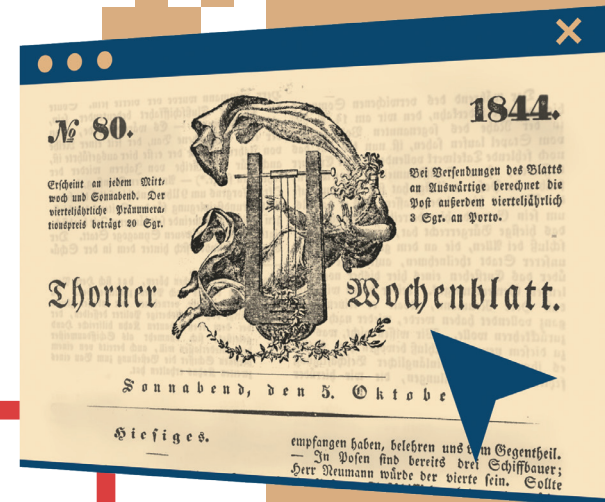 № 80.
1844.
Erscheint an jedem Mitt-
woch und Sonnabend. Der
vierteljährliche Pränumera-
tionspreis beträgt 20 Sgr.
Bei Versendungen des Blatts
an Auswärtige berechnet die
Post außerdem vierteljährlich
3 Sgr. an Porto.
Thorner Wochenblatt.
Sonnabend, den 5. Oktobe
Hiesiges.
empfangen haben, belehren uns vom Gegentheil.
— In Posen sind bereits drei Schiffbauer;
Herr Neumann würde der vierte sein. Sollte